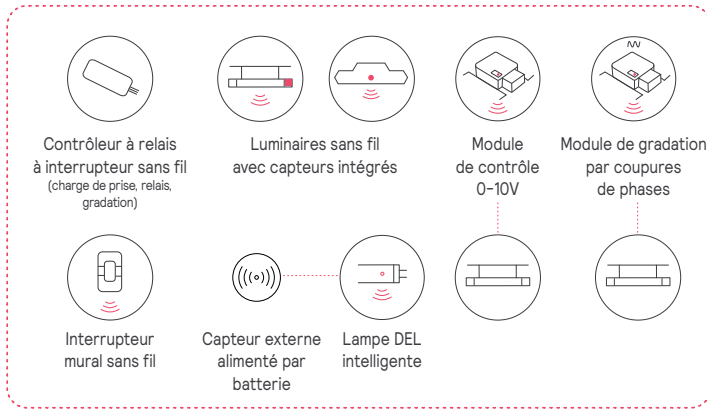 Contrôleur à relais
à interrupteur sans fil
(charge de prise, relais,
gradation)
Luminaires sans fil
avec capteurs intégrés
Module
de contrôle
0-10V
Module de gradation
par coupures
de phases
Interrupteur
mural sans fil
Capteur externe
alimenté par
batterie
Lampe DEL
intelligente